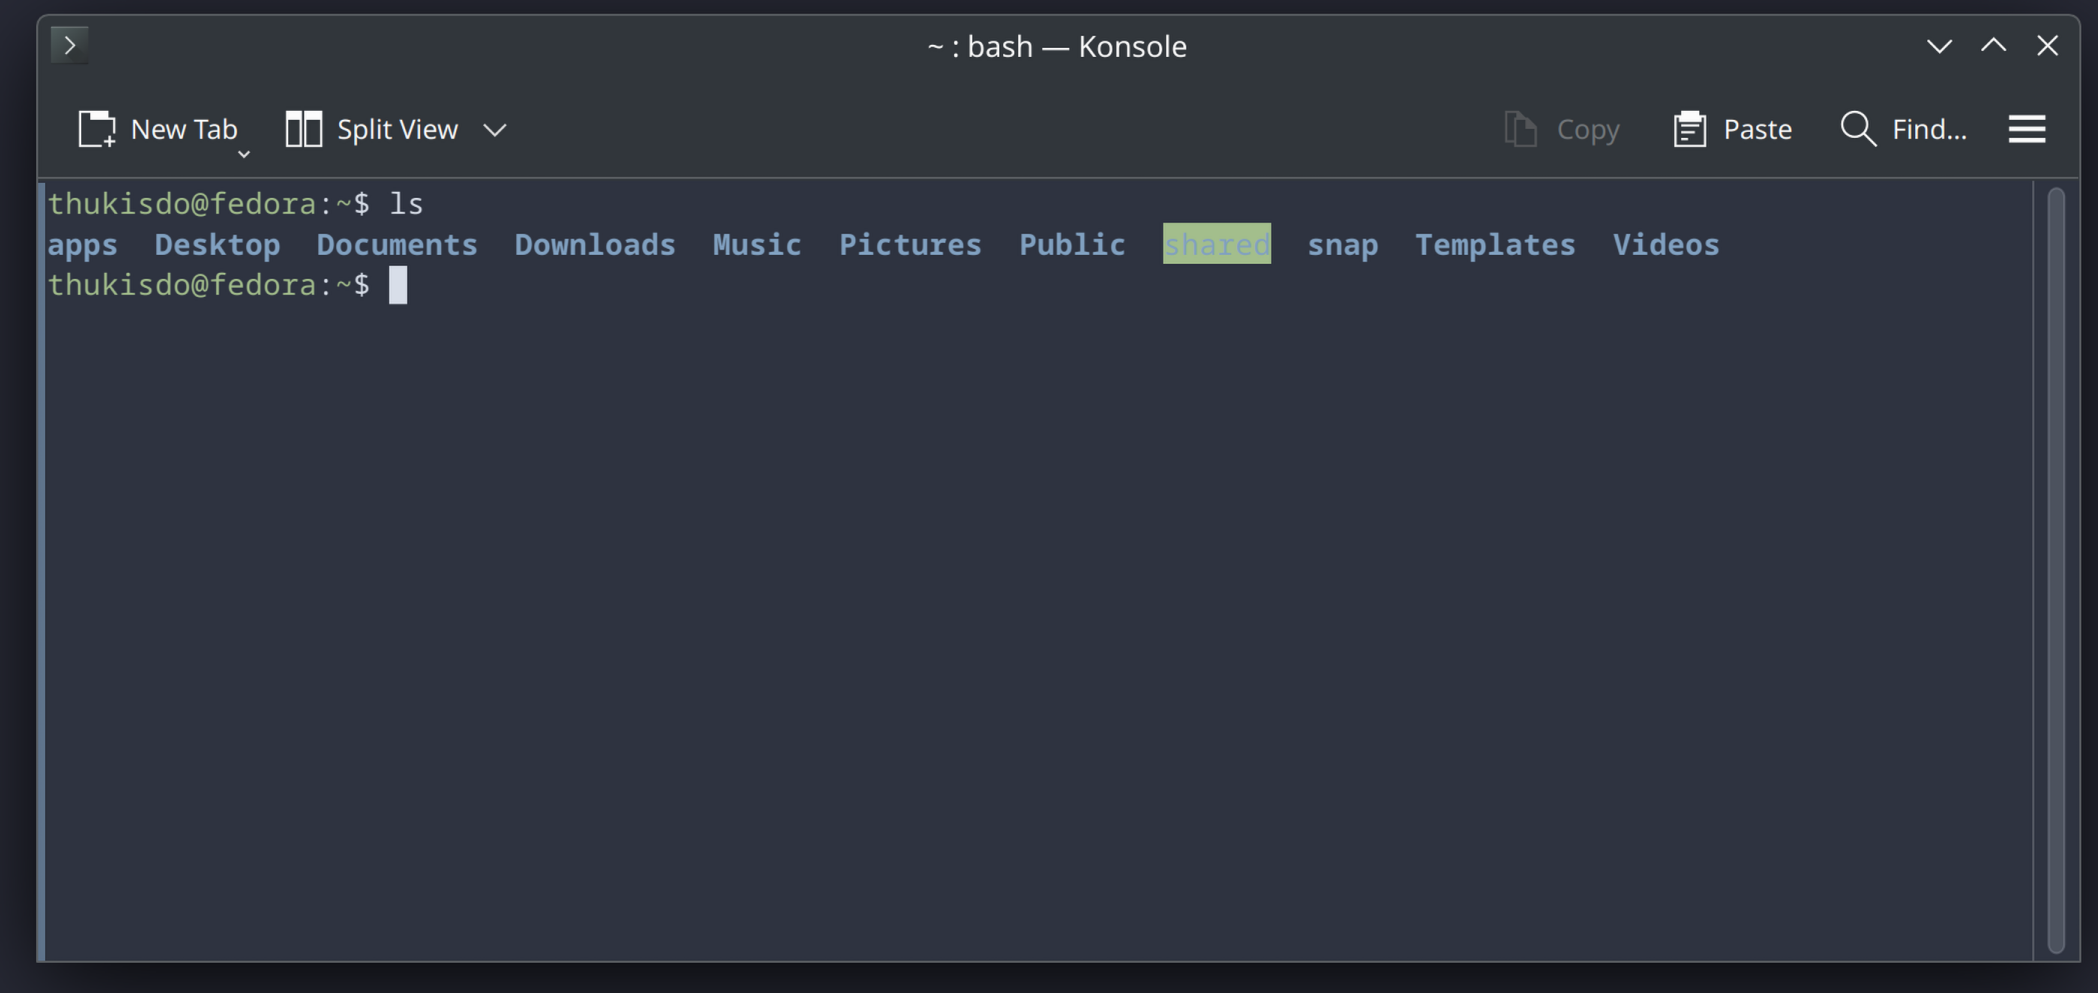 ~ : bash — Konsole
New Tab Split View Copy Paste Find...
thukisdo@fedora:~$ ls
apps Desktop Documents Downloads Music Pictures Public shared snap Templates Videos
thukisdo@fedora:~$